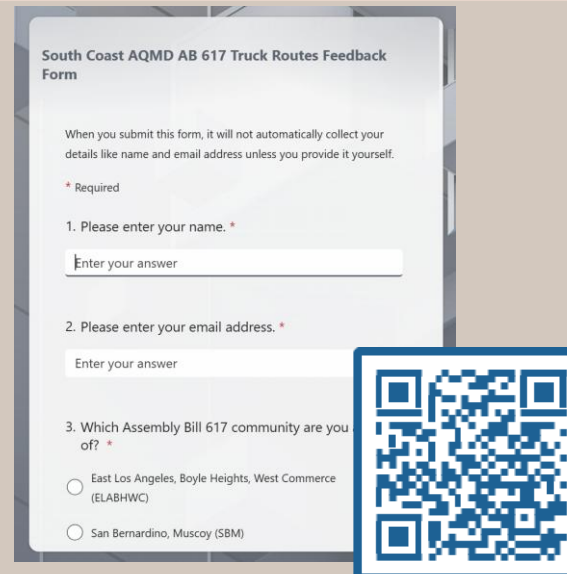 South Coast AQMD AB 617 Truck Routes Feedback
Form
When you submit this form, it will not automatically collect your
details like name and email address unless you provide it yourself.
* Required
1. Please enter your name. *
Enter your answer
2. Please enter your email address. *
Enter your answer
3. Which Assembly Bill 617 community are you
of? *
East Los Angeles, Boyle Heights, West Commerce
(ELABHWC)
San Bernardino, Muscoy (SBM)